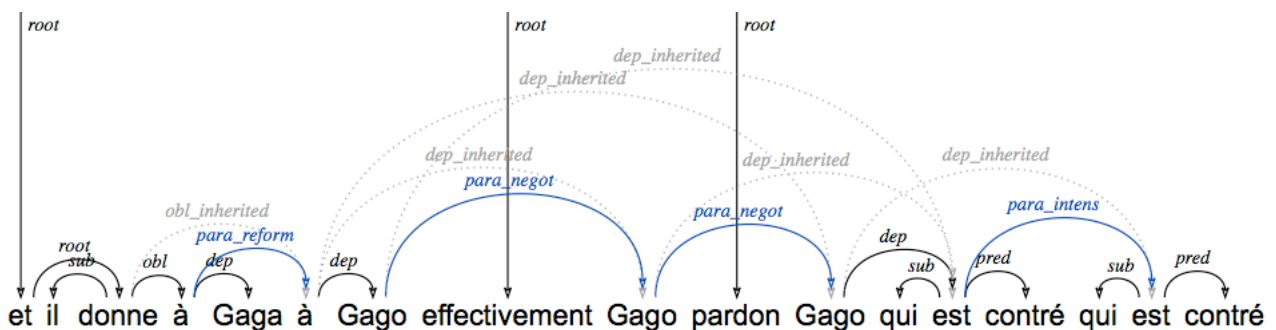 root root root
dep_inherited
dep_inherited
dep_inherited dep_inherited dep_inherited
para_negot
obl_inherited para_negot para_intens
para_reform
root dep
sub obl dep dep sub pred sub pred
et il donne à Gaga à Gago effectivement Gago pardon Gago qui est contré qui est contré